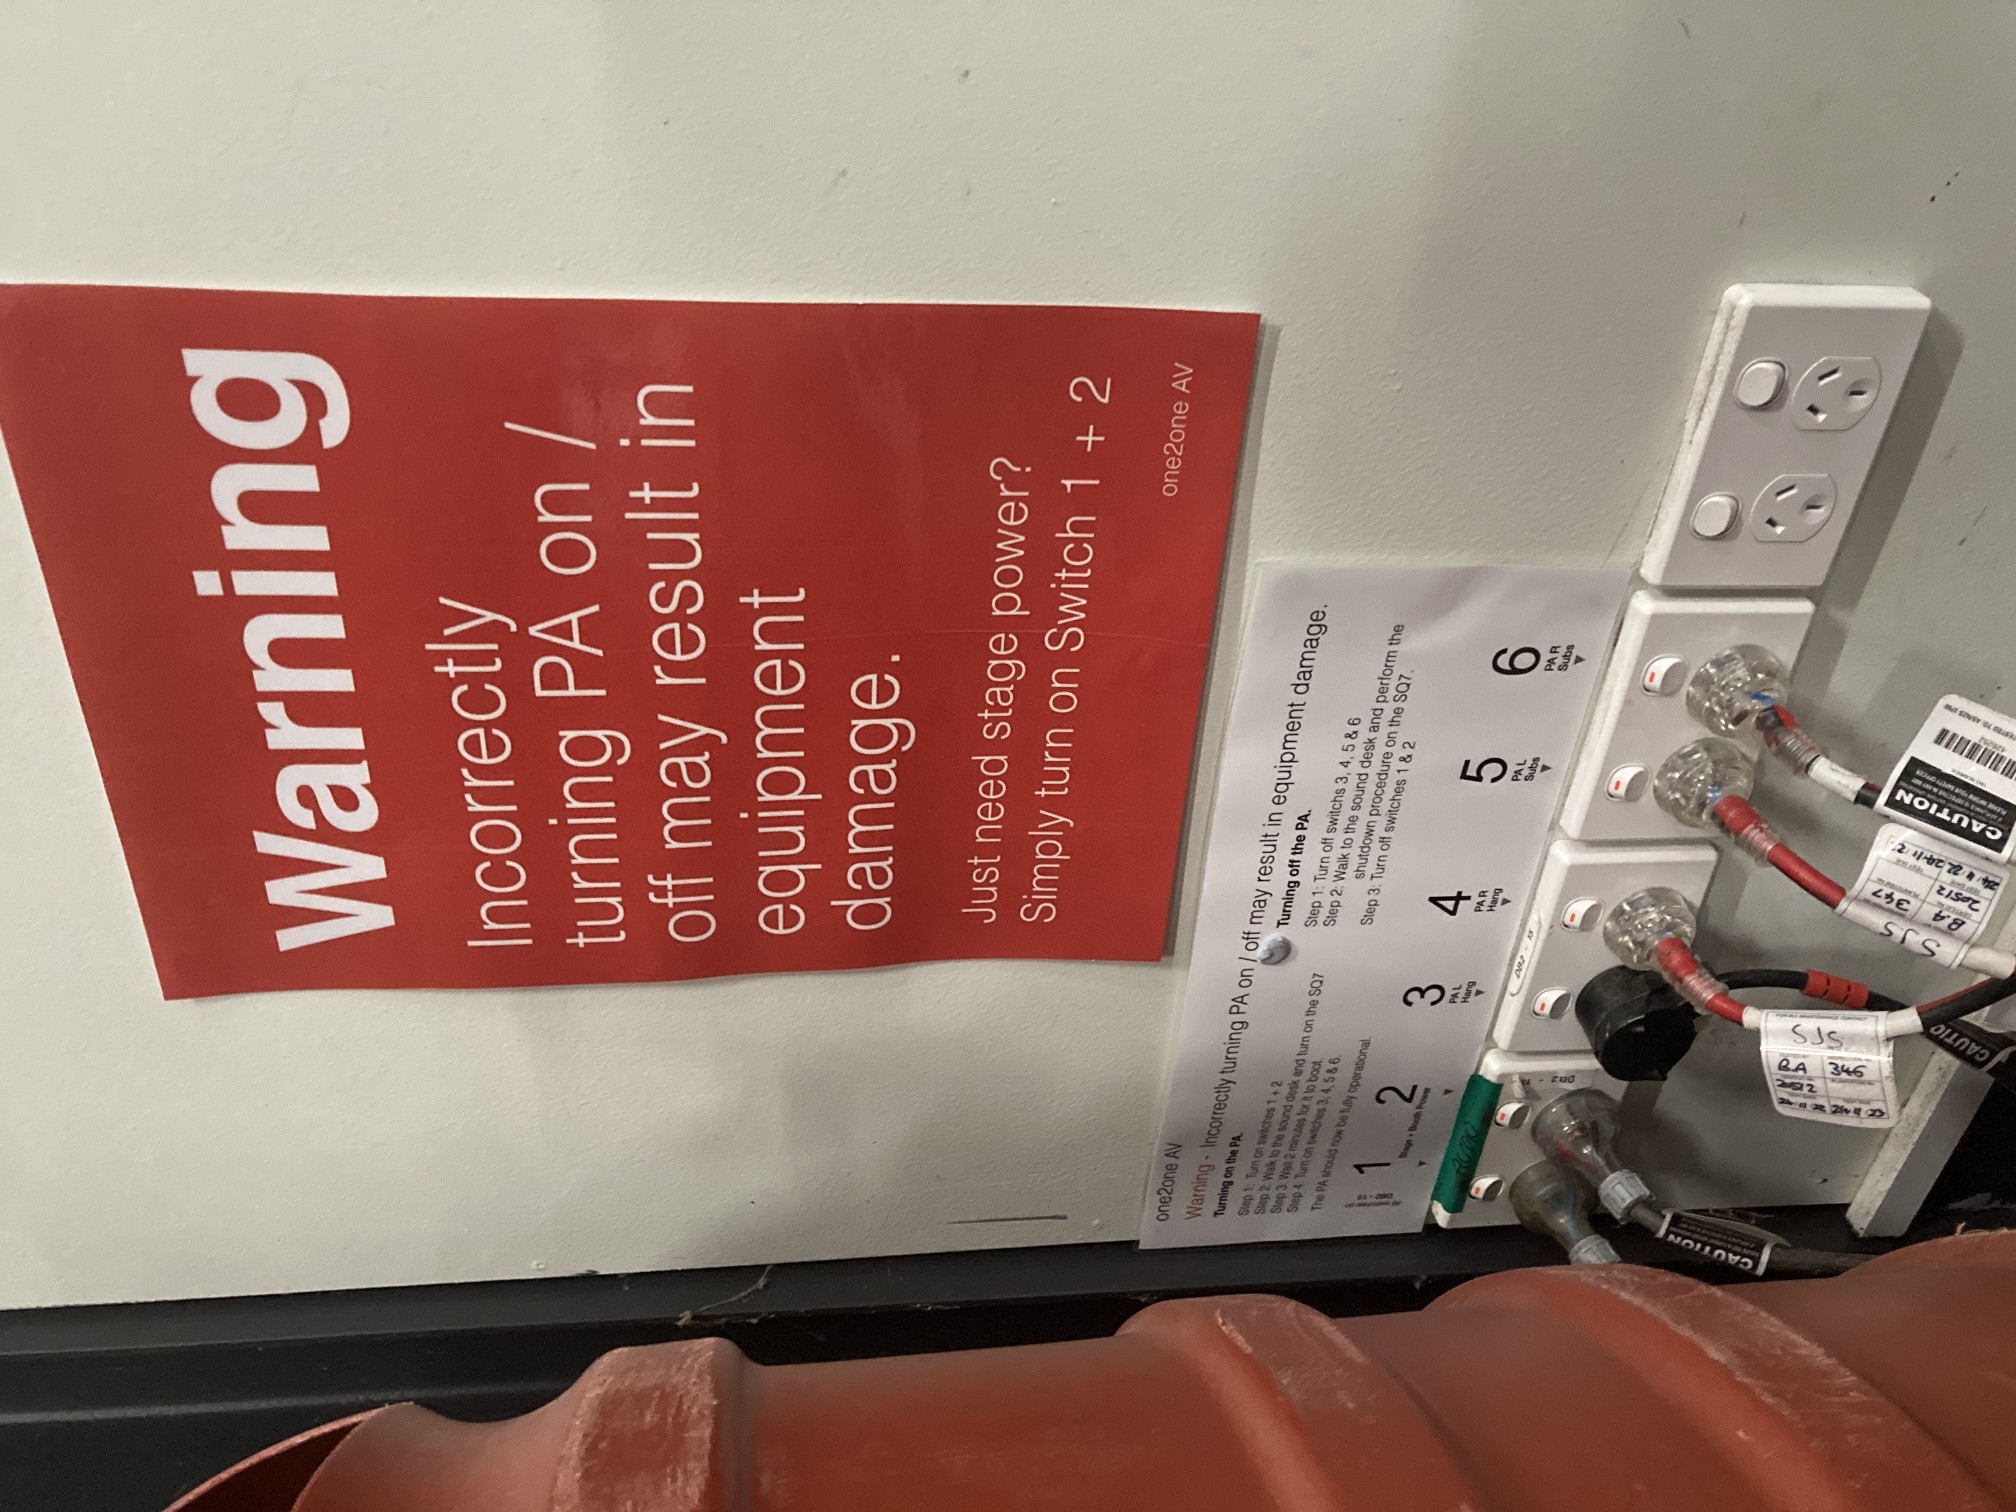 Warning
Incorrectly
turning PA on /
off may result in
equipment
damage.
Just need stage power?
Simply turn on Switch 1 + 2
one2one AV
one2one AV
Warning - Incorrectly turning PA on / off may result in equipment damage.
Turning on the PA.
Step 1: Turn on switches 1 + 2
Step 2: Walk to the sound desk and turn on the SQ7
Step 3: Wait 2 minutes for it to boot.
Step 4: Turn on switches 3, 4, 5 & 6.
The PA should now be fully operational.
Turning off the PA.
Step 1: Turn off switchs 3, 4, 5 & 6
Step 2: Walk to the sound desk and perform the
shutdown procedure on the SQ7.
Step 3: Turn off switches 1 & 2
1 2
Stage + Booth Power
3
PA L
Hang
4
PA R
Hang
5
PA L
Subs
6
PA R
Subs
DB2 - 15
DB2 - 15
CAUTION
CAUTION
CAUTION
SJS
B.A 346
20512
SJS
B.A 347
20512